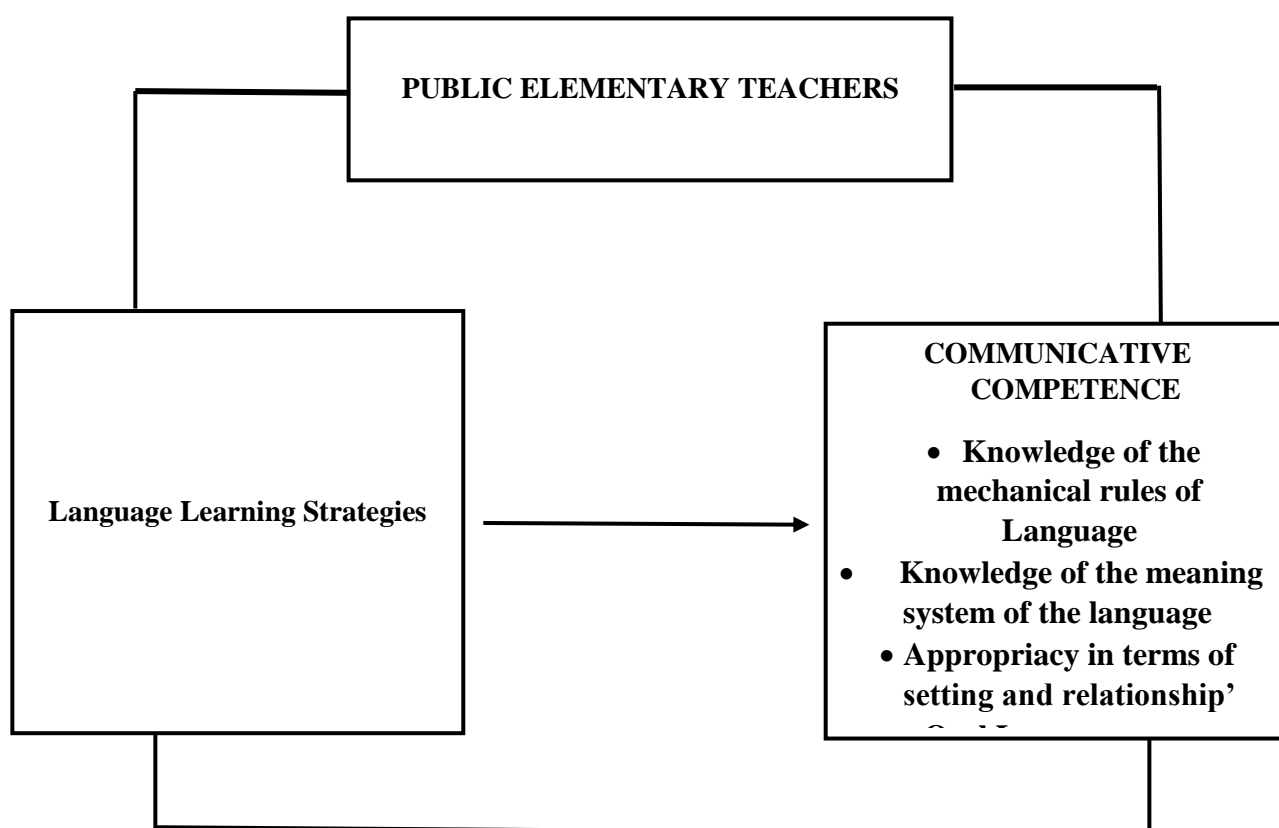 PUBLIC ELEMENTARY TEACHERS
Language Learning Strategies
COMMUNICATIVE
COMPETENCE
• Knowledge of the
mechanical rules of
Language
• Knowledge of the meaning
system of the language
• Appropriacy in terms of
setting and relationship’